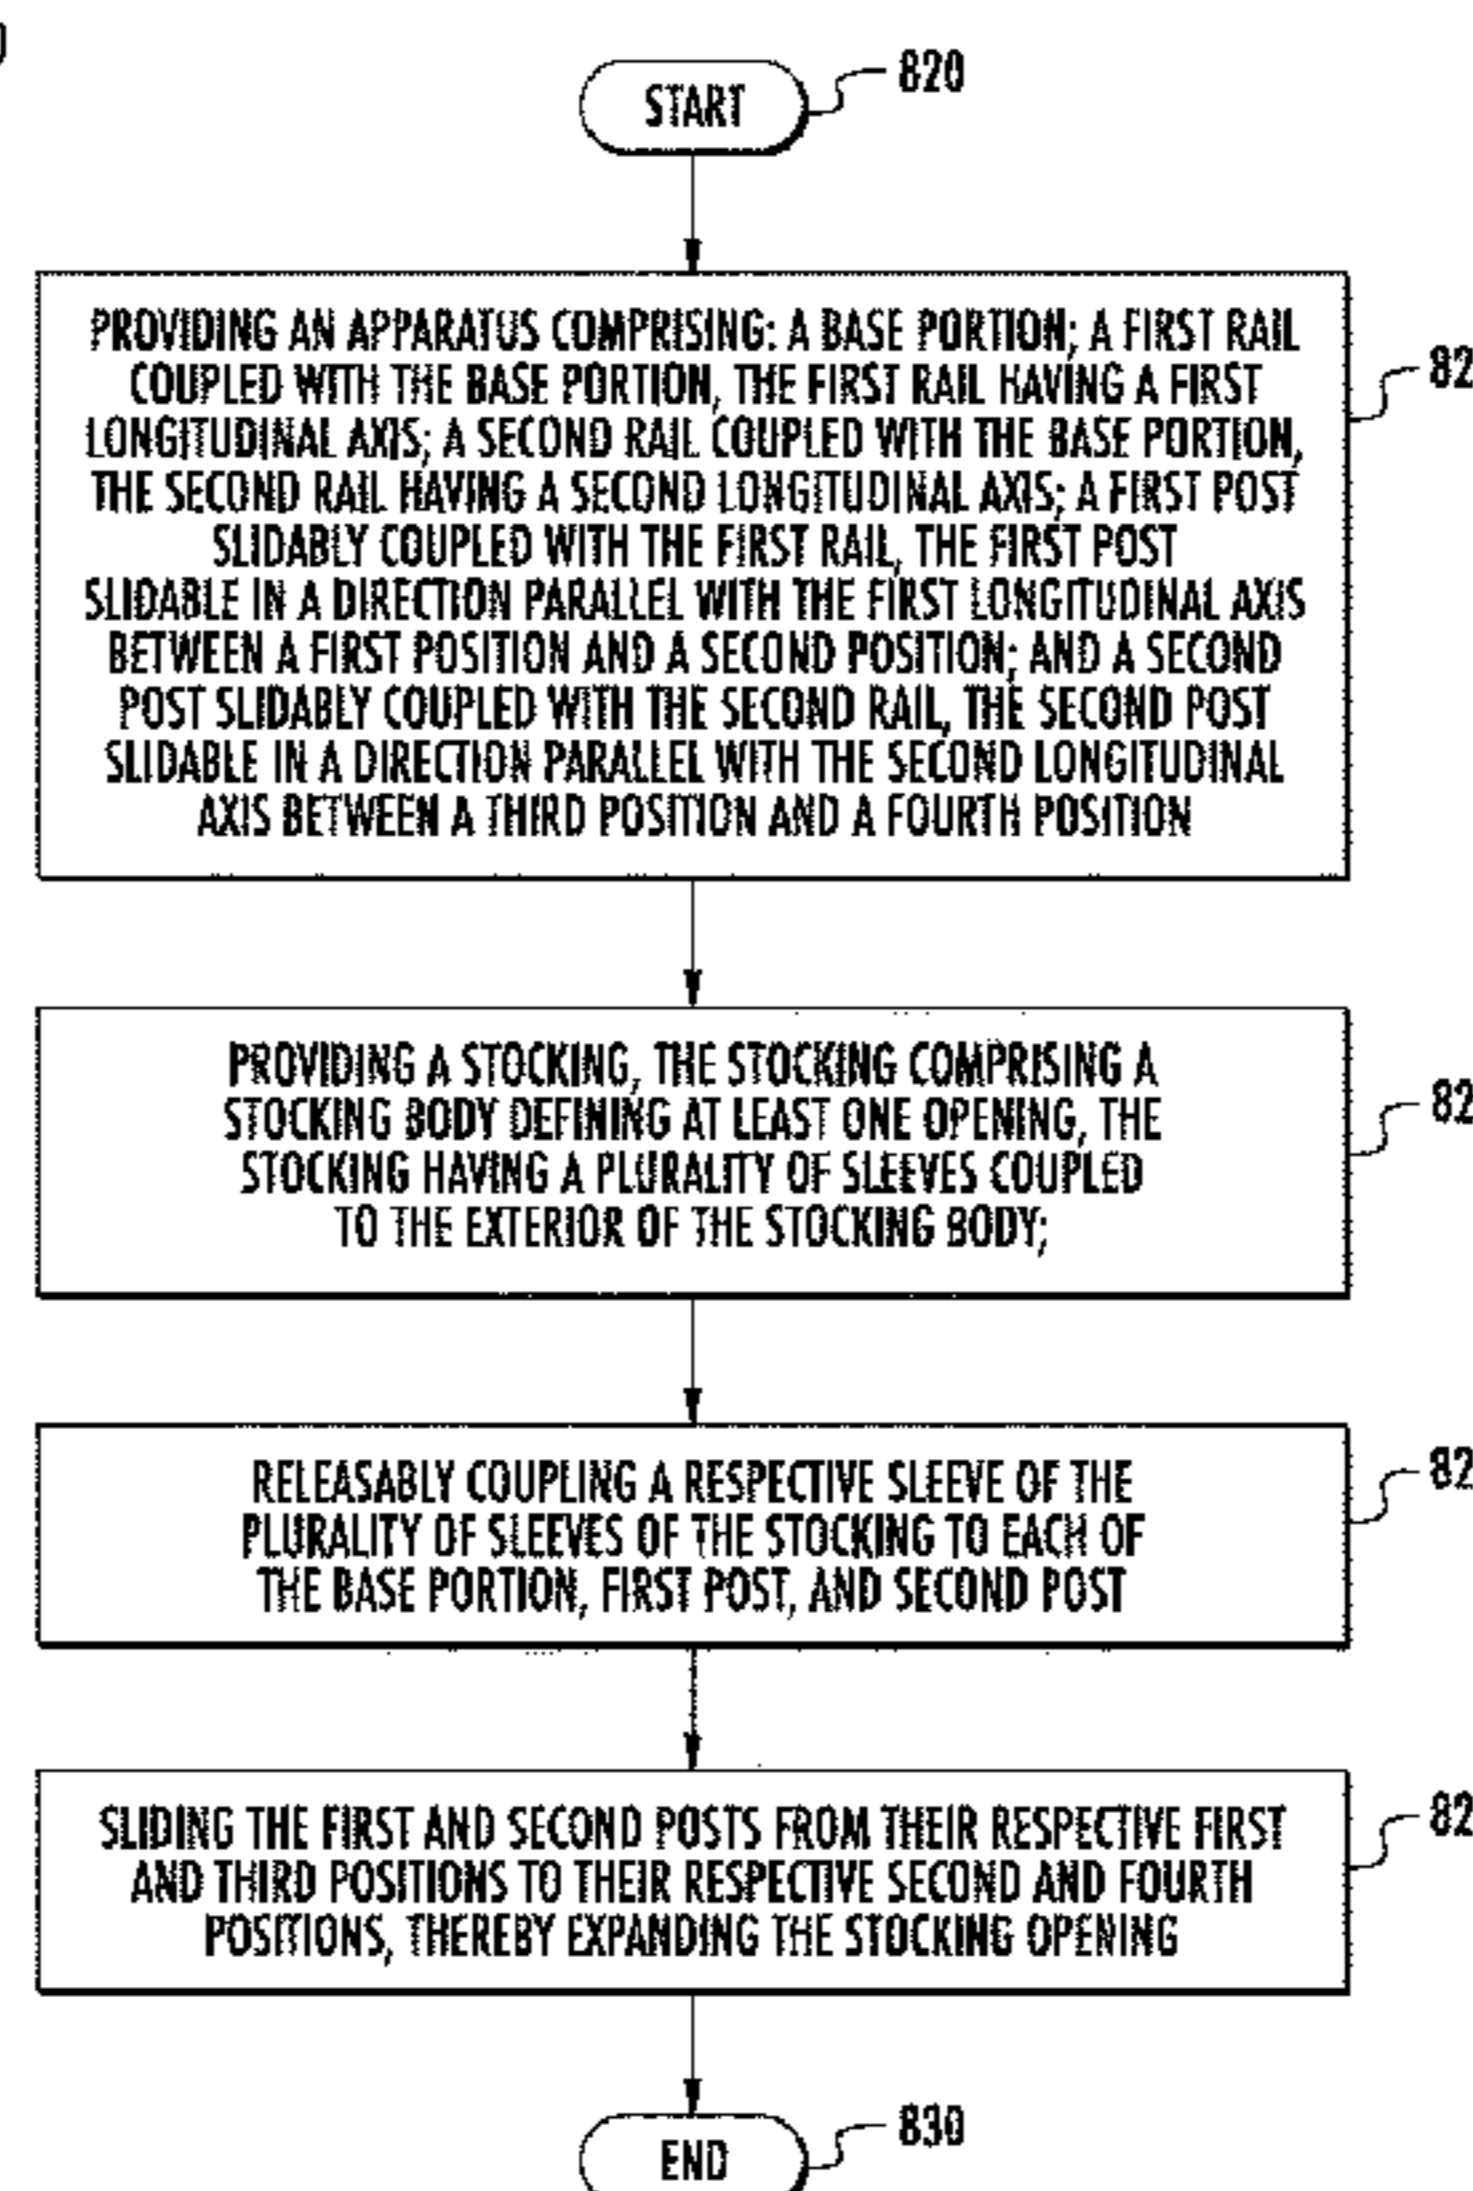 START
820
PROVIDING AN APPARATUS COMPRISING: A BASE PORTION; A FIRST RAIL
COUPLED WITH THE BASE PORTION, THE FIRST RAIL HAVING A FIRST
LONGITUDINAL AXIS; A SECOND RAIL COUPLED WITH THE BASE PORTION,
THE SECOND RAIL HAVING A SECOND LONGITUDINAL AXIS; A FIRST POST
SLIDABLY COUPLED WITH THE FIRST RAIL, THE FIRST POST
SLIDABLE IN A DIRECTION PARALLEL WITH THE FIRST LONGITUDINAL AXIS
BETWEEN A FIRST POSITION AND A SECOND POSITION; AND A SECOND
POST SLIDABLY COUPLED WITH THE SECOND RAIL, THE SECOND POST
SLIDABLE IN A DIRECTION PARALLEL WITH THE SECOND LONGITUDINAL
AXIS BETWEEN A THIRD POSITION AND A FOURTH POSITION
82
PROVIDING A STOCKING, THE STOCKING COMPRISING A
STOCKING BODY DEFINING AT LEAST ONE OPENING, THE
STOCKING HAVING A PLURALITY OF SLEEVES COUPLED
TO THE EXTERIOR OF THE STOCKING BODY;
82
RELEASABLY COUPLING A RESPECTIVE SLEEVE OF THE
PLURALITY OF SLEEVES OF THE STOCKING TO EACH OF
THE BASE PORTION, FIRST POST, AND SECOND POST
82
SLIDING THE FIRST AND SECOND POSTS FROM THEIR RESPECTIVE FIRST
AND THIRD POSITIONS TO THEIR RESPECTIVE SECOND AND FOURTH
POSITIONS, THEREBY EXPANDING THE STOCKING OPENING
82
END
830